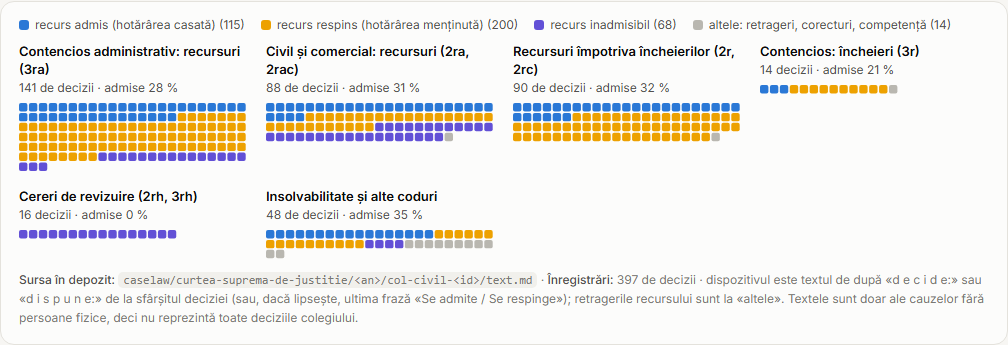 recurs admis (hotărârea casată) (115) recurs respins (hotărârea menținută) (200) recurs inadmisibil (68) altele: retrageri, corecturi, competență (14)
Contencios administrativ: recursuri
(3ra)
141 de decizii · admise 28 %
Civil și comercial: recursuri (2ra,
2rac)
88 de decizii · admise 31 %
Recursuri împotriva încheierilor (2r,
2rc)
90 de decizii · admise 32 %
Contencios: încheieri (3r)
14 decizii · admise 21 %
Cereri de revizuire (2rh, 3rh)
16 decizii · admise 0 %
Insolvabilitate și alte coduri
48 de decizii · admise 35 %
Sursa în depozit: caselaw/curtea-suprema-de-justitie/<an>/col-civil-<id>/text.md · Înregistrări: 397 de decizii · dispozitivul este textul de după «d e c i d e:» sau
«d i s p u n e:» de la sfârșitul deciziei (sau, dacă lipsește, ultima frază «Se admite / Se respinge»); retragerile recursului sunt la «altele». Textele sunt doar ale cauzelor fără
persoane fizice, deci nu reprezintă toate deciziile colegiului.